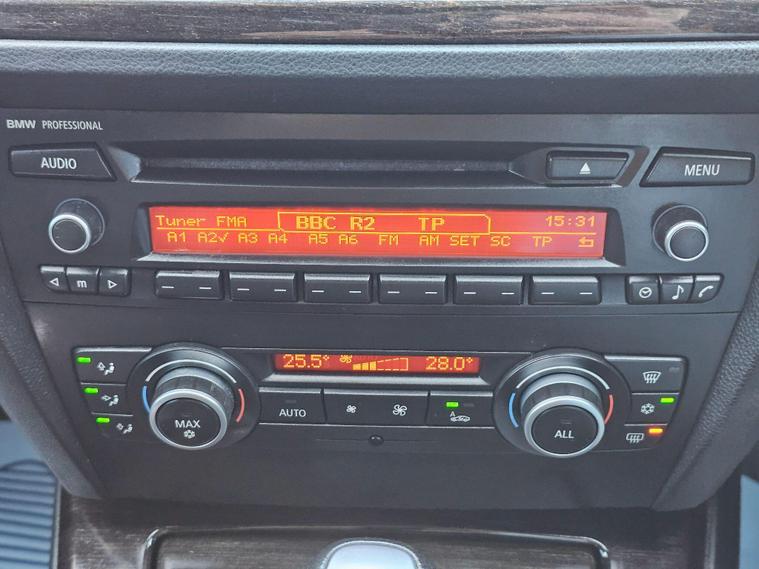 BMW PROFESSIONAL
AUDIO
MENU
Tuner FMA BBC R2 TP 15:31
A1 A2✓ A3 A4 A5 A6 FM AM SET SC TP
m
25.5° 28.0°
MAX
AUTO
A
ALL